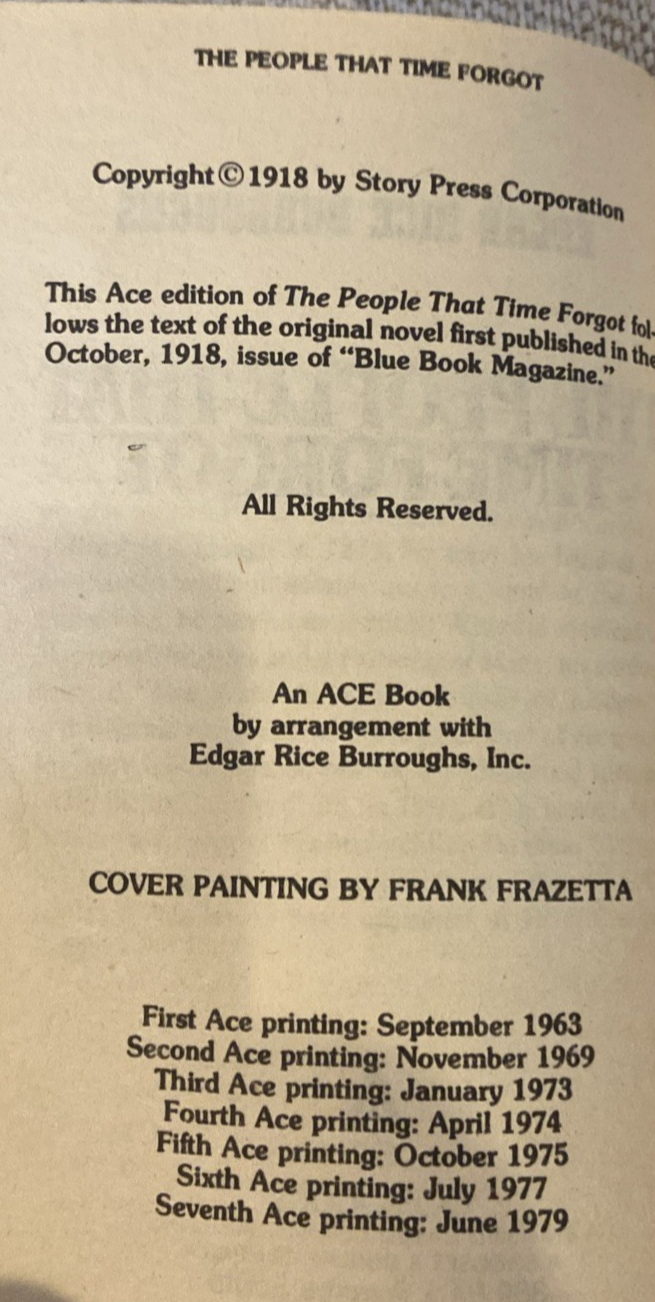 THE PEOPLE THAT TIME FORGOT
Copyright © 1918 by Story Press Corporation
This Ace edition of The People That Time Forgot fol-
lows the text of the original novel first published in the
October, 1918, issue of “Blue Book Magazine.”
All Rights Reserved.
An ACE Book
by arrangement with
Edgar Rice Burroughs, Inc.
COVER PAINTING BY FRANK FRAZETTA
First Ace printing: September 1963
Second Ace printing: November 1969
Third Ace printing: January 1973
Fourth Ace printing: April 1974
Fifth Ace printing: October 1975
Sixth Ace printing: July 1977
Seventh Ace printing: June 1979